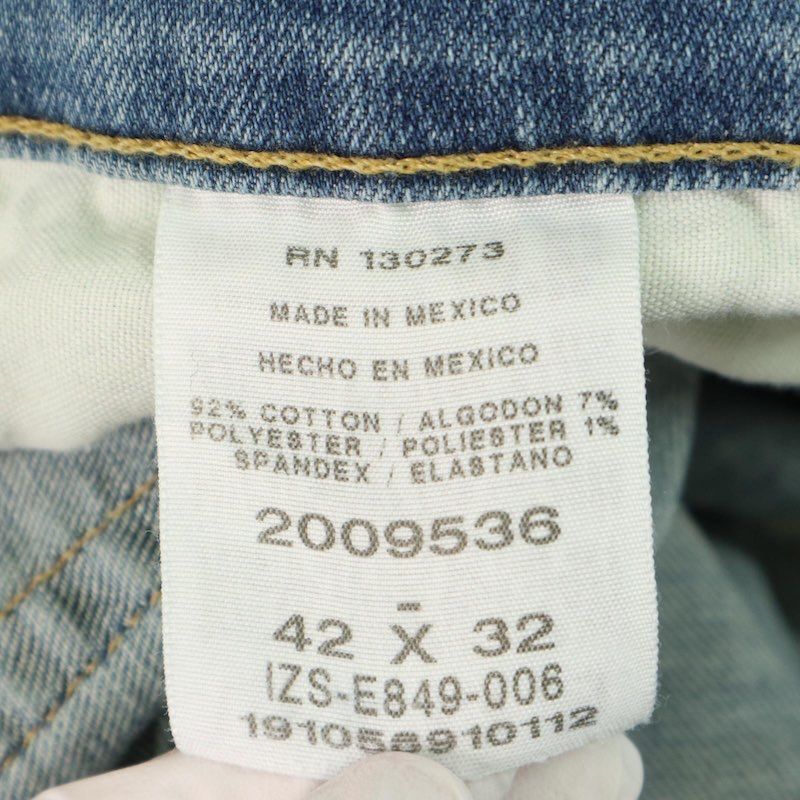 RN 130273
MADE IN MEXICO
HECHO EN MEXICO
92% COTTON / ALGODON 7%
POLYESTER / POLIESTER 1%
SPANDEX / ELASTANO
2009536
-
42 X 32
IZS-E849-006
191056910112